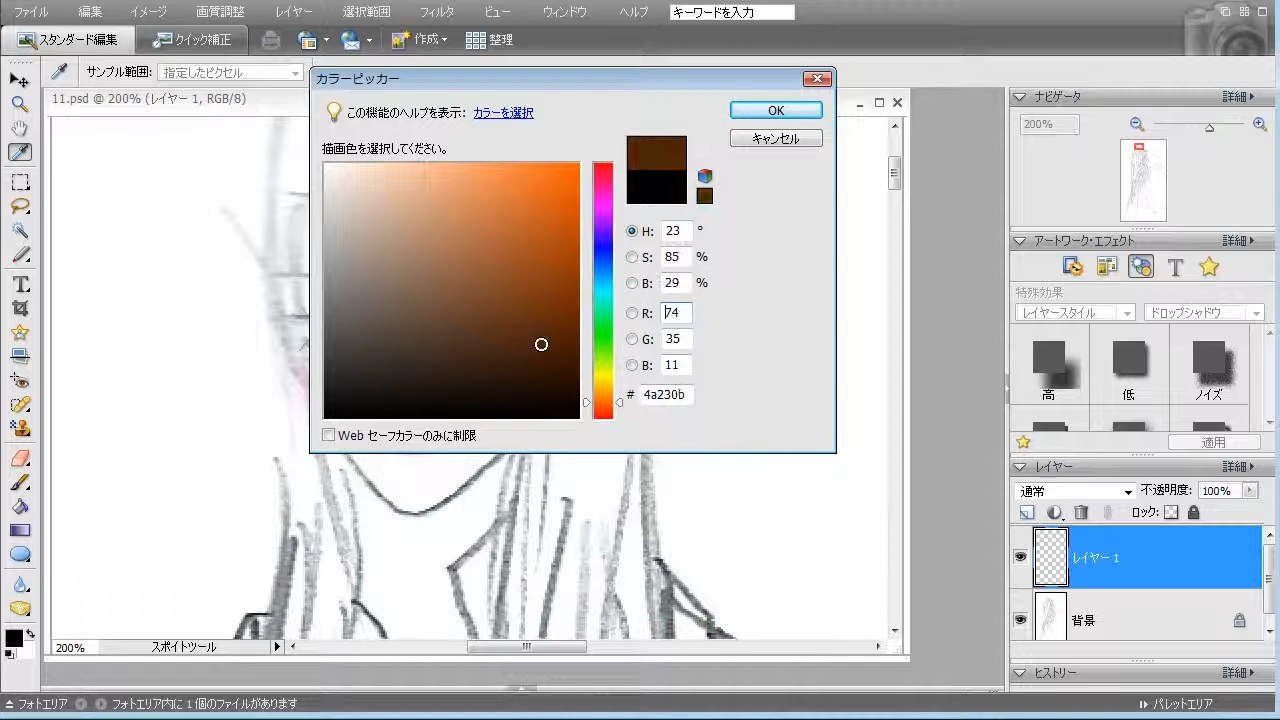 ファイル 編集 イメージ 画質調整 レイヤー 選択範囲 フィルタ ビュー ウィンドウ ヘルプ キーワードを入力
スタンダード編集 クイック補正 作成 整理
サンプル範囲: 指定したピクセル
カラーピッカー
11.psd @ 200% (レイヤー 1, RGB/8)
ナビゲータ 詳細
この機能のヘルプを表示: カラーを選択
OK
200%
キャンセル
描画色を選択してください。
H: 23 °
S: 85 %
B: 29 %
R: 74
G: 35
B: 11
# 4a230b
Web セーフカラーのみに制限
アートワーク・エフェクト 詳細
特殊効果
レイヤースタイル ドロップシャドウ
高 低 ノイズ
適用
レイヤー 詳細
通常 不透明度: 100%
ロック:
レイヤー 1
背景
200% スポイトツール
ヒストリー 詳細
フォトエリア フォトエリア内に 1 個のファイルがあります パレットエリア